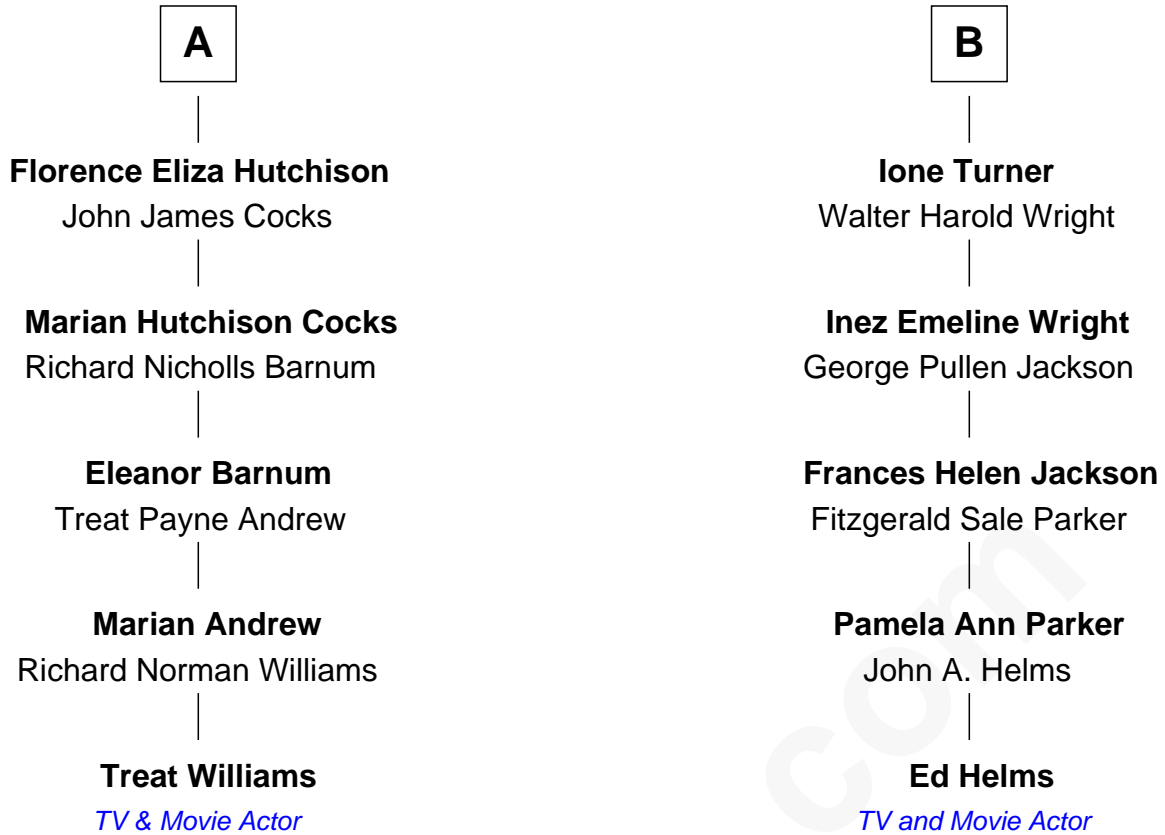 A
Florence Eliza Hutchison
John James Cocks
Marian Hutchison Cocks
Richard Nicholls Barnum
Eleanor Barnum
Treat Payne Andrew
Marian Andrew
Richard Norman Williams
Treat Williams
TV & Movie Actor
B
Ione Turner
Walter Harold Wright
Inez Emeline Wright
George Pullen Jackson
Frances Helen Jackson
Fitzgerald Sale Parker
Pamela Ann Parker
John A. Helms
Ed Helms
TV and Movie Actor
com